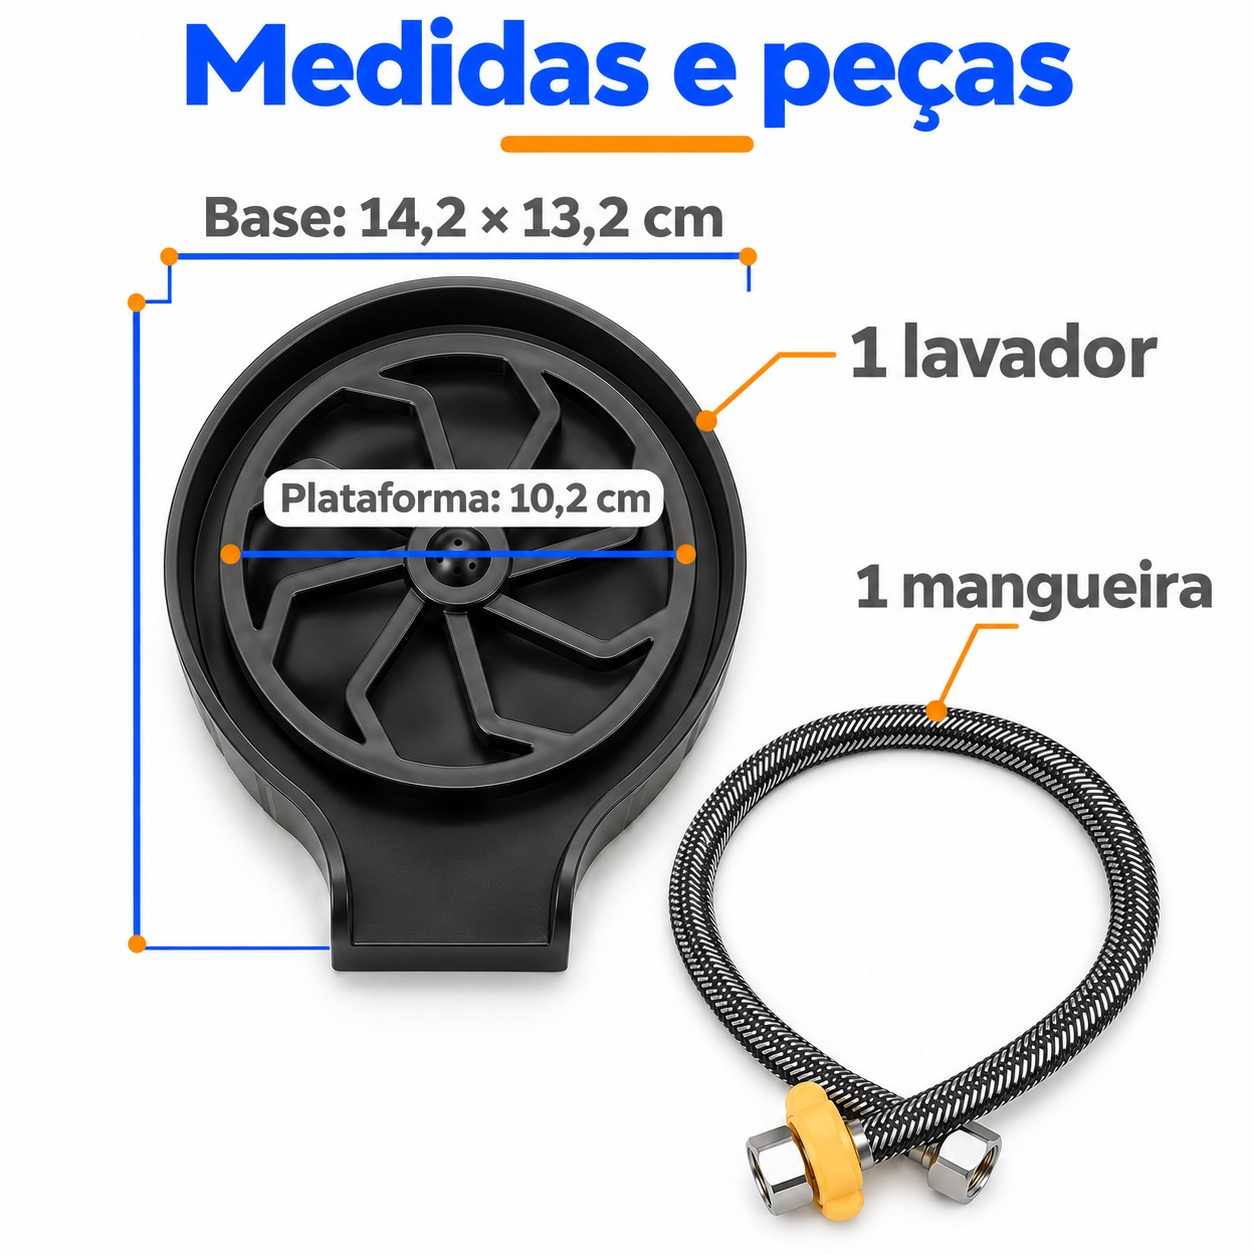 Medidas e peças
Base: 14,2 × 13,2 cm
1 lavador
Plataforma: 10,2 cm
1 mangueira